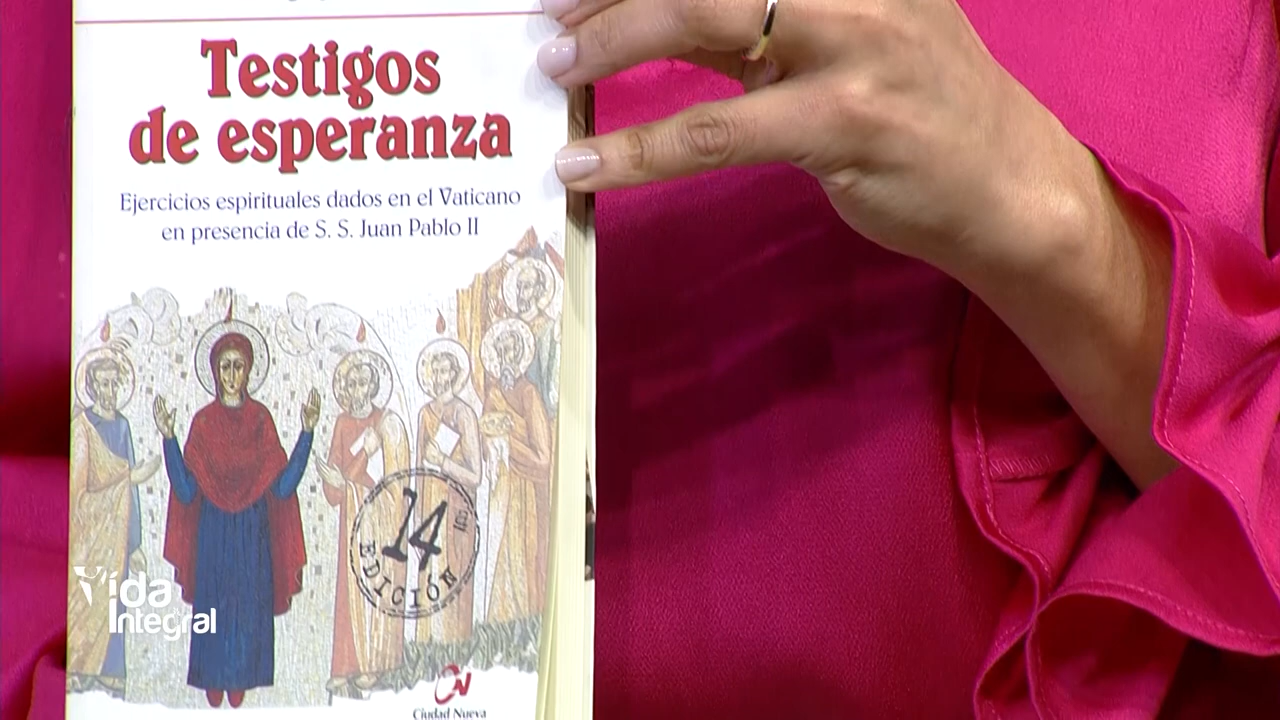 Testigos
de esperanza
Ejercicios espirituales dados en el Vaticano
en presencia de S. S. Juan Pablo II
14
EDICIÓN
Vida
Integral
Ciudad Nueva